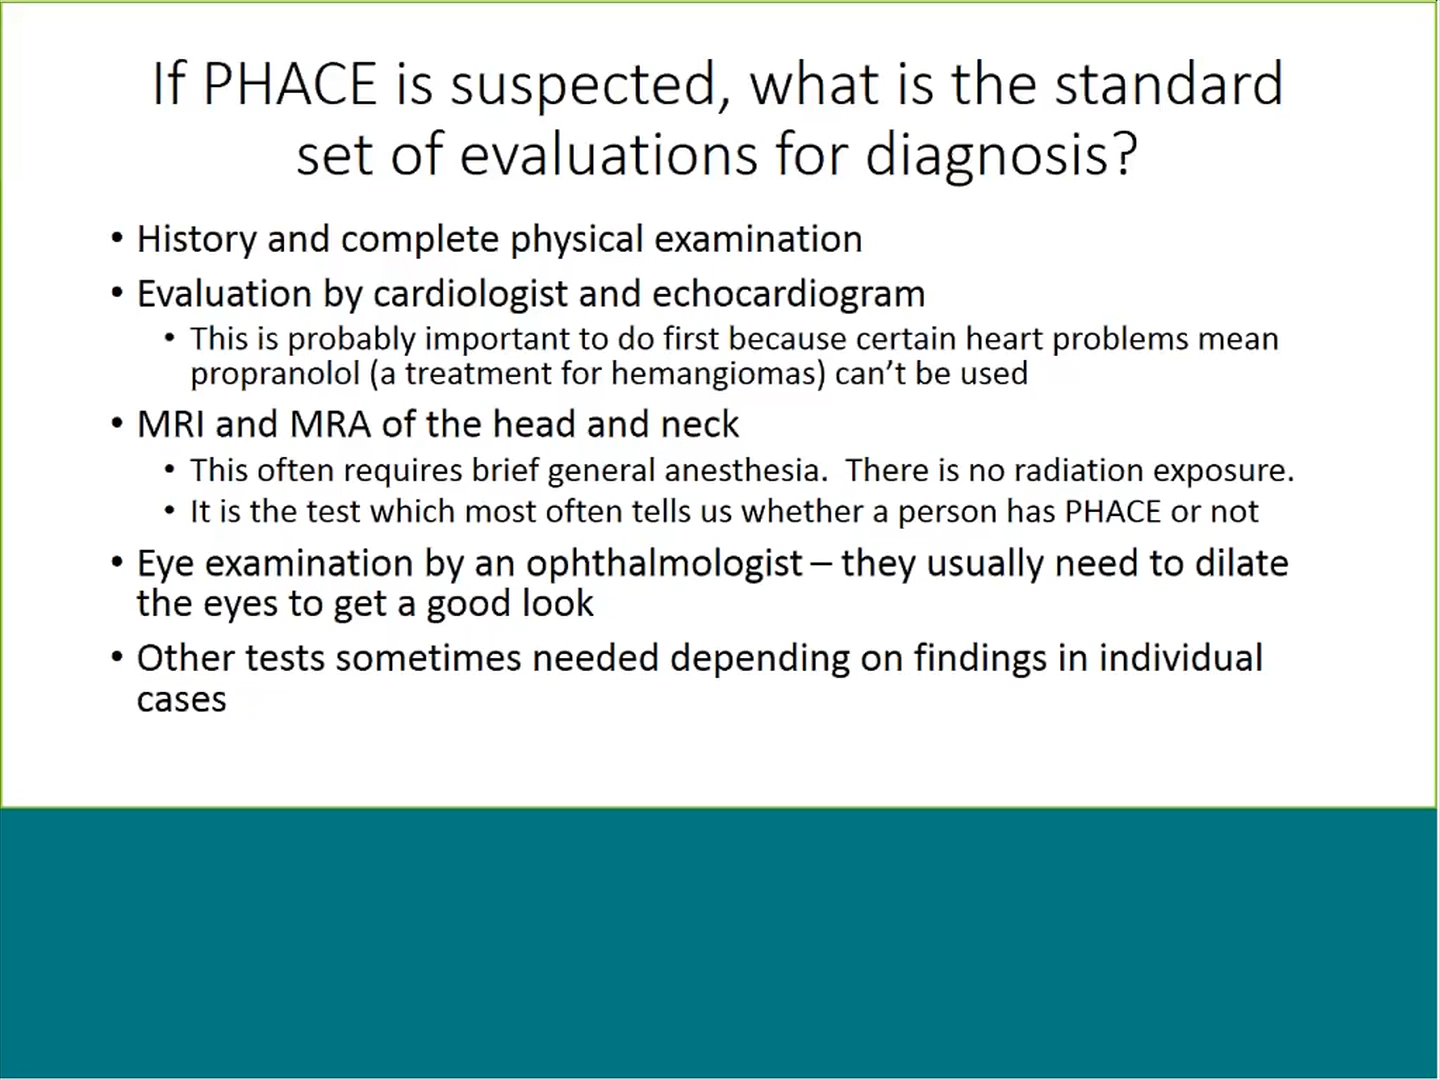 If PHACE is suspected, what is the standard
set of evaluations for diagnosis?
• History and complete physical examination
• Evaluation by cardiologist and echocardiogram
• This is probably important to do first because certain heart problems mean
propranolol (a treatment for hemangiomas) can’t be used
• MRI and MRA of the head and neck
• This often requires brief general anesthesia.  There is no radiation exposure.
• It is the test which most often tells us whether a person has PHACE or not
• Eye examination by an ophthalmologist – they usually need to dilate
the eyes to get a good look
• Other tests sometimes needed depending on findings in individual
cases